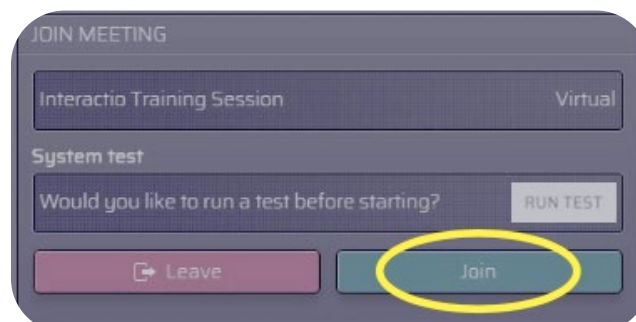 JOIN MEETING
Interactio Training Session Virtual
System test
Would you like to run a test before starting? RUN TEST
Leave Join